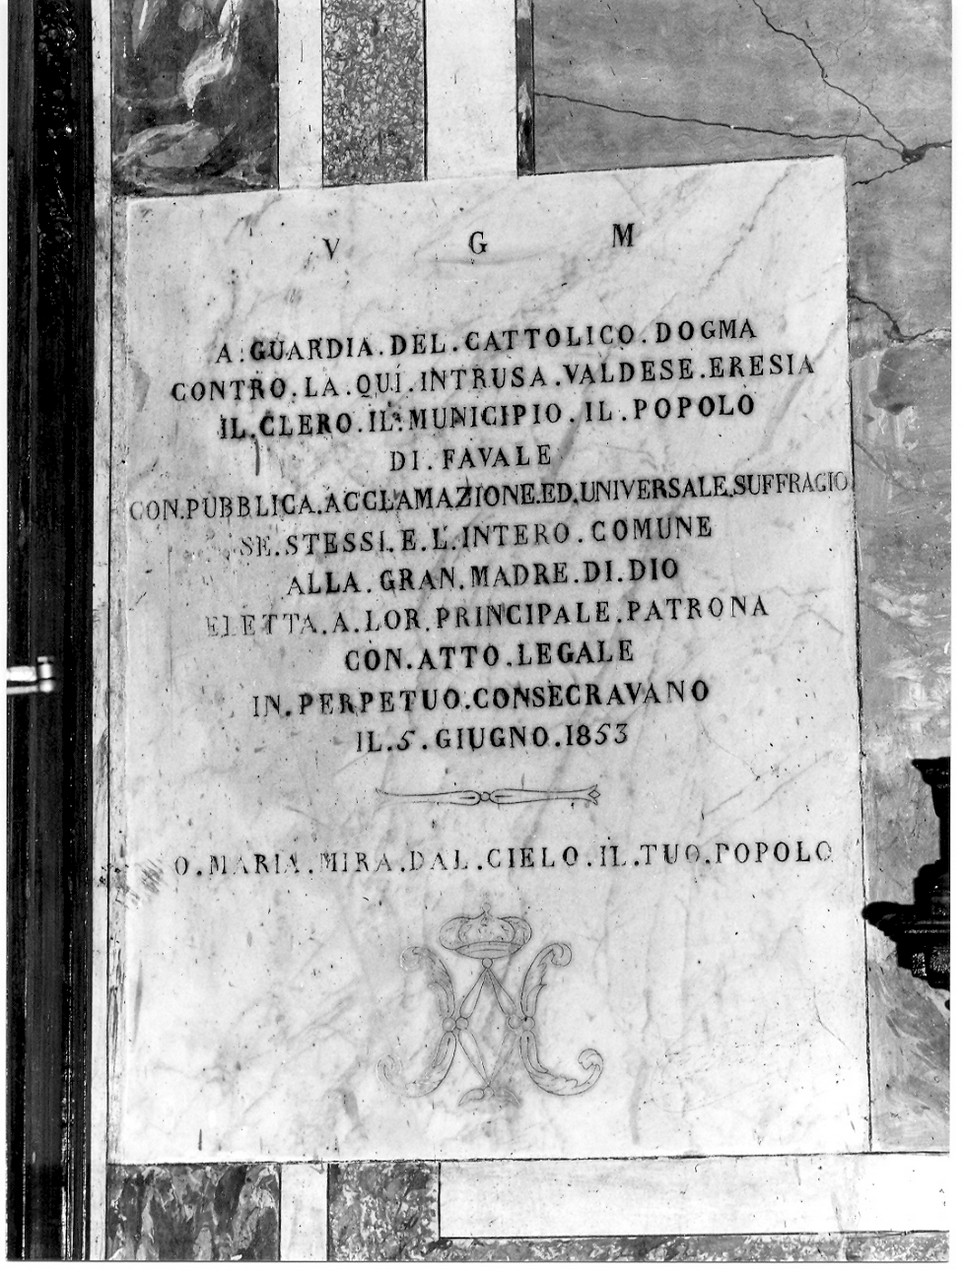 V G M
A.GUARDIA.DEL.CATTOLICO.DOGMA
CONTRO.LA.QUÍ.INTRUSA.VALDESE.ERESIA
IL.CLERO.IL.MUNICIPIO.IL.POPOLO
DI.FAVALE
CON.PUBBLICA.ACCLAMAZIONE.ED.UNIVERSALE.SUFFRAGIO
SE.STESSI.E.L'.INTERO.COMUNE
ALLA.GRAN.MADRE.DI.DIO
ELETTA.A.LOR.PRINCIPALE.PATRONA
CON.ATTO.LEGALE
IN.PERPETUO.CONSECRAVANO
IL.5.GIUGNO.1853
O.MARIA.MIRA.DAL.CIELO.IL.TUO.POPOLO